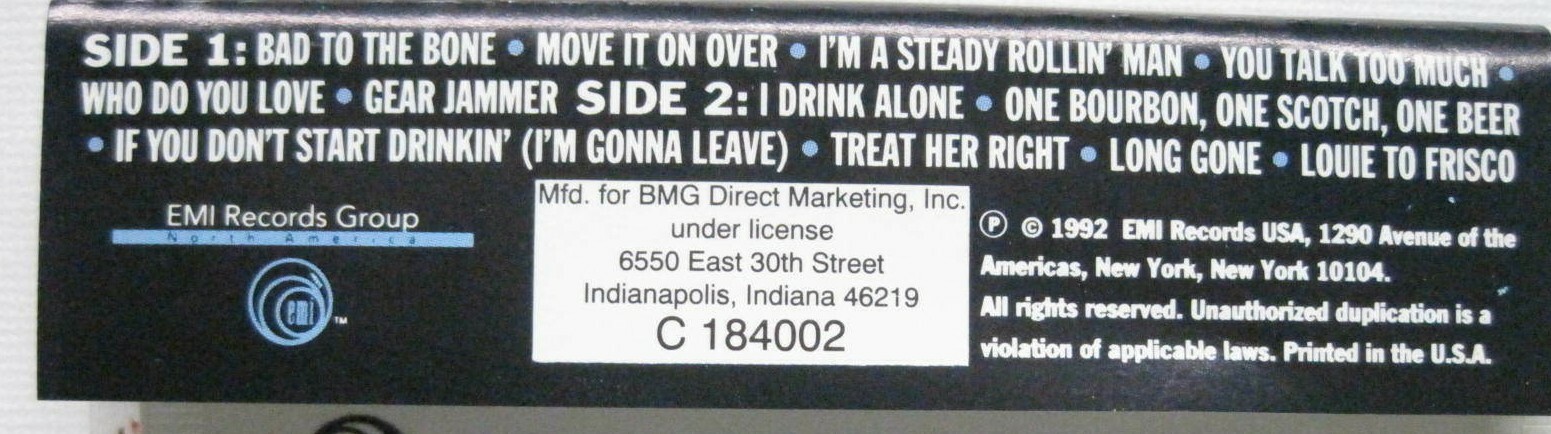 SIDE 1: BAD TO THE BONE • MOVE IT ON OVER • I'M A STEADY ROLLIN' MAN • YOU TALK TOO MUCH •
WHO DO YOU LOVE • GEAR JAMMER SIDE 2: I DRINK ALONE • ONE BOURBON, ONE SCOTCH, ONE BEER
• IF YOU DON'T START DRINKIN' (I'M GONNA LEAVE) • TREAT HER RIGHT • LONG GONE • LOUIE TO FRISCO
EMI Records Group
North America
emi
™
Mfd. for BMG Direct Marketing, Inc.
under license
6550 East 30th Street
Indianapolis, Indiana 46219
C 184002
Ⓟ © 1992 EMI Records USA, 1290 Avenue of the
Americas, New York, New York 10104.
All rights reserved. Unauthorized duplication is a
violation of applicable laws. Printed in the U.S.A.